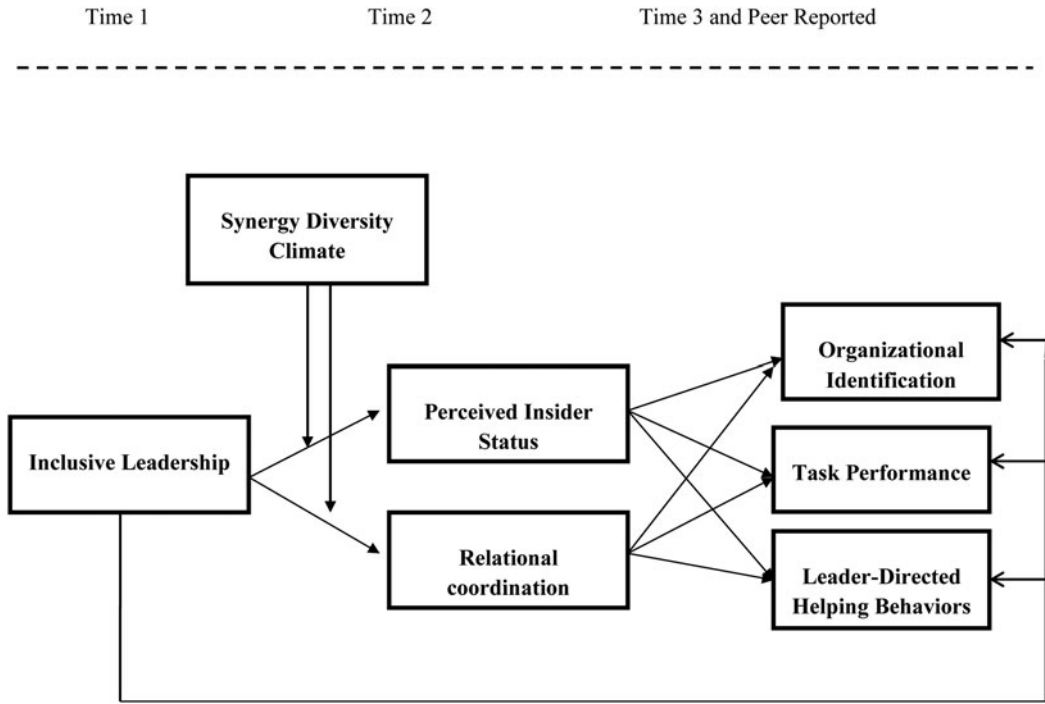 Time 1
Time 2
Time 3 and Peer Reported
Synergy Diversity
Climate
Organizational
Identification
Perceived Insider
Status
Inclusive Leadership
Task Performance
Relational
coordination
Leader-Directed
Helping Behaviors